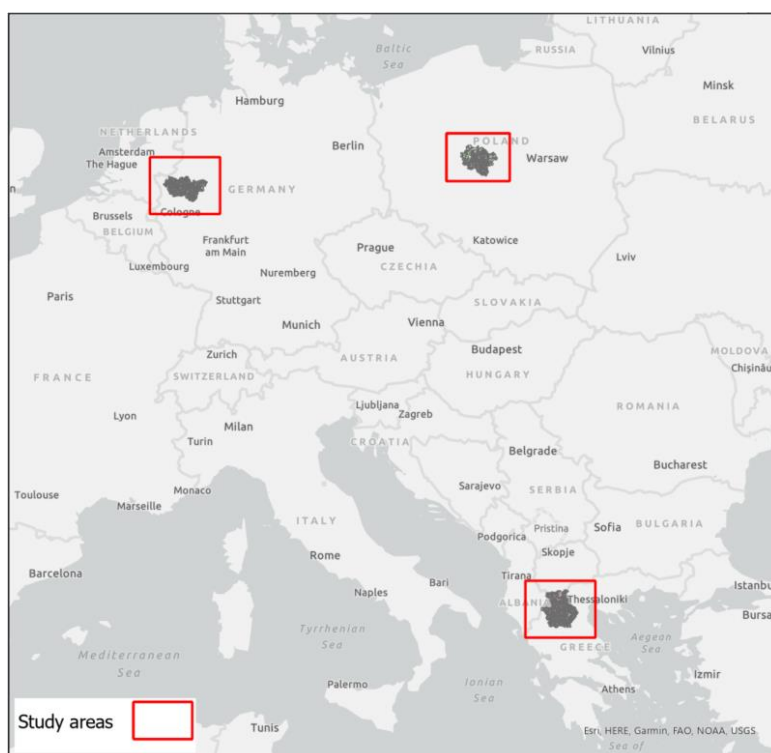 LITHUANIA
Baltic
Sea
RUSSIA
Vilnius
Hamburg
Minsk
BELARUS
NETHERLANDS
Amsterdam
The Hague
Berlin
POLAND
Warsaw
GERMANY
Brussels
Cologne
BELGIUM
Frankfurt
am Main
Prague
Katowice
Lviv
Luxembourg
Nuremberg
CZECHIA
Paris
Stuttgart
SLOVAKIA
Munich
Vienna
Budapest
MOLDOVA
Chișinău
Zurich
AUSTRIA
HUNGARY
FRANCE
SWITZERLAND
Lyon
Milan
Turin
Ljubljana
Zagreb
ROMANIA
CROATIA
Belgrade
Bucharest
Toulouse
Marseille
Monaco
Sarajevo
SERBIA
ITALY
Pristina
Sofia
BULGARIA
Podgorica
Rome
Skopje
Barcelona
Tirana
Istanbu
Naples
Bari
ALBANIA
Thessaloniki
Bursa
Tyrrhenian
Sea
Aegean
Sea
GREECE
Mediterranean
Sea
Ionian
Sea
Izmir
Palermo
Athens
Study areas
Tunis
Esri, HERE, Garmin, FAO, NOAA, USGS
Sea of